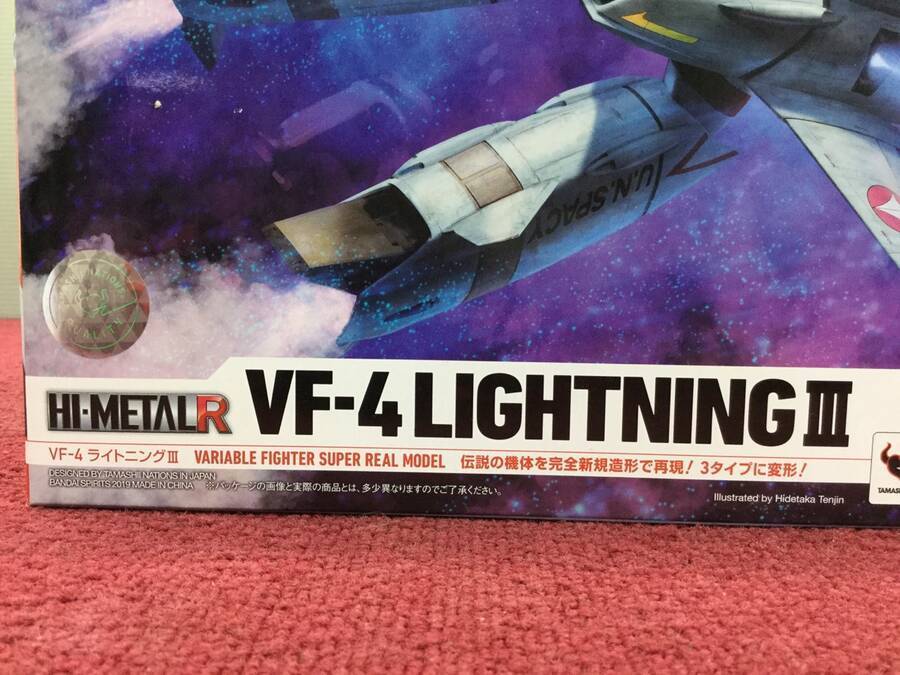 U.N.SPACY
HI-METAL R
VF-4 LIGHTNING III
VF-4 ライトニングIII VARIABLE FIGHTER SUPER REAL MODEL 伝説の機体を完全新規造形で再現！3タイプに変形！
DESIGNED BY TAMASHII NATIONS IN JAPAN
BANDAI SPIRITS 2019 MADE IN CHINA ※パッケージの画像と実際の商品とは、多少異なりますのでご了承ください。
Illustrated by Hidetaka Tenjin